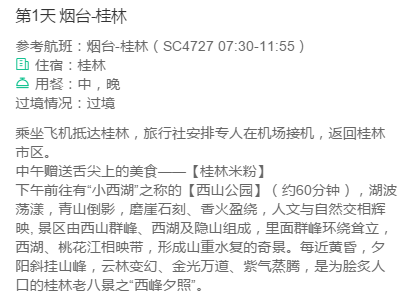 第1天 烟台-桂林
参考航班：烟台-桂林（SC4727 07:30-11:55）
住宿：桂林
用餐：中，晚
过境情况：过境
乘坐飞机抵达桂林，旅行社安排专人在机场接机，返回桂林
市区。
中午赠送舌尖上的美食——【桂林米粉】
下午前往有“小西湖”之称的【西山公园】（约60分钟），湖波
荡漾，青山倒影，磨崖石刻、香火盈绕，人文与自然交相辉
映, 景区由西山群峰、西湖及隐山组成，里面群峰环绕耸立，
西湖、桃花江相映带，形成山重水复的奇景。每近黄昏，夕
阳斜挂山峰，云林变幻、金光万道、紫气蒸腾，是为脍炙人
口的桂林老八景之“西峰夕照”。